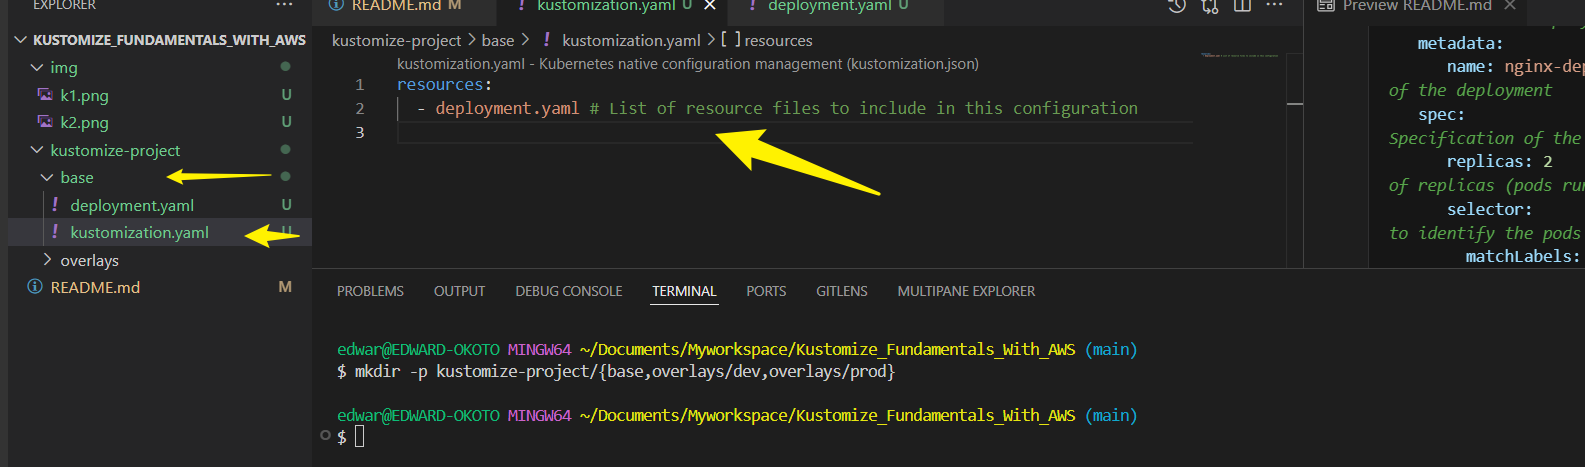 EXPLORER
KUSTOMIZE_FUNDAMENTALS_WITH_AWS
img
k1.png U
k2.png U
kustomize-project
base
deployment.yaml U
! kustomization.yaml U
overlays
README.md M
README.md M
! kustomization.yaml U
! deployment.yaml U
kustomize-project > base > ! kustomization.yaml > [ ] resources
kustomization.yaml - Kubernetes native configuration management (kustomization.json)
1 resources:
2 - deployment.yaml # List of resource files to include in this configuration
3
PROBLEMS OUTPUT DEBUG CONSOLE TERMINAL PORTS GITLENS MULTIPANE EXPLORER
edwar@EDWARD-OKOTO MINGW64 ~/Documents/Myworkspace/Kustomize_Fundamentals_With_AWS (main)
$ mkdir -p kustomize-project/{base,overlays/dev,overlays/prod}
edwar@EDWARD-OKOTO MINGW64 ~/Documents/Myworkspace/Kustomize_Fundamentals_With_AWS (main)
$
Preview README.md
metadata:
name: nginx-dep
of the deployment
spec:
Specification of the
replicas: 2
of replicas (pods run
selector:
to identify the pods
matchLabels: